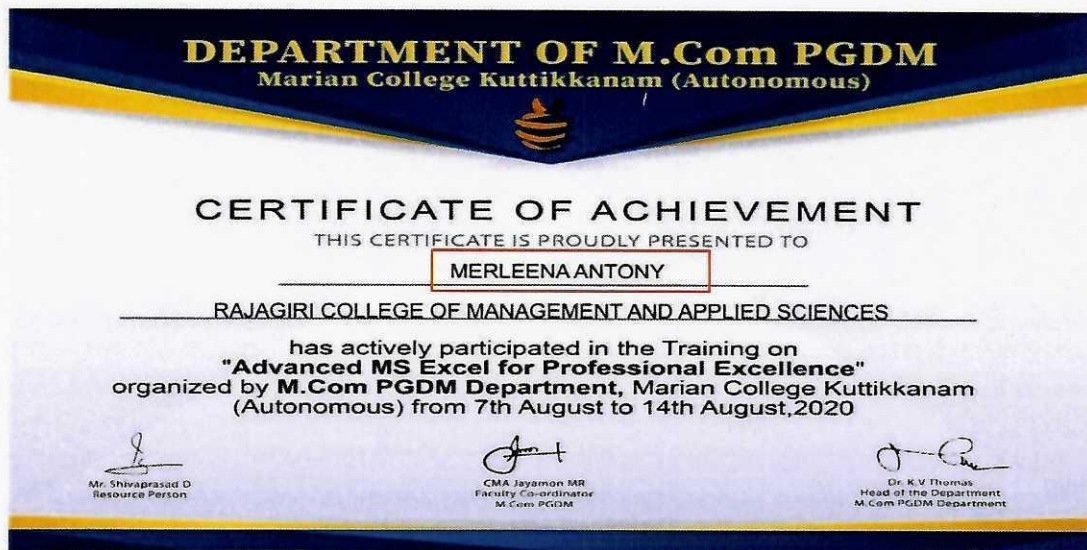 DEPARTMENT OF M.Com PGDM
Marian College Kuttikkanam (Autonomous)
CERTIFICATE OF ACHIEVEMENT
THIS CERTIFICATE IS PROUDLY PRESENTED TO
MERLEENA ANTONY
RAJAGIRI COLLEGE OF MANAGEMENT AND APPLIED SCIENCES
has actively participated in the Training on
"Advanced MS Excel for Professional Excellence"
organized by M.Com PGDM Department, Marian College Kuttikkanam
(Autonomous) from 7th August to 14th August,2020
Mr. Shivaprasad D
Resource Person
CMA Jayamon MR
Faculty Co-ordinator
M.Com PGDM
Dr. K.V Thomas
Head of the Department
M.Com PGDM Department